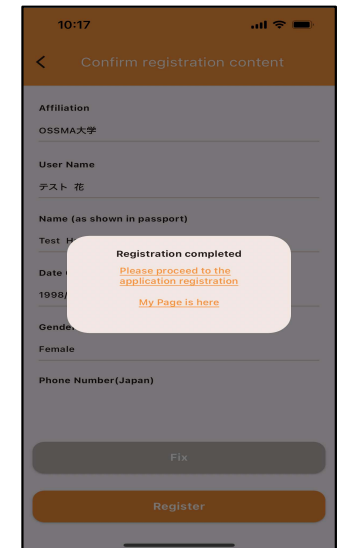 10:17
Confirm registration content
Affiliation
OSSMA大学
User Name
テスト 花
Name (as shown in passport)
Test
Registration completed
Please proceed to the
application registration
My Page is here
Date
1998/
Female
Phone Number(Japan)
Fix
Register